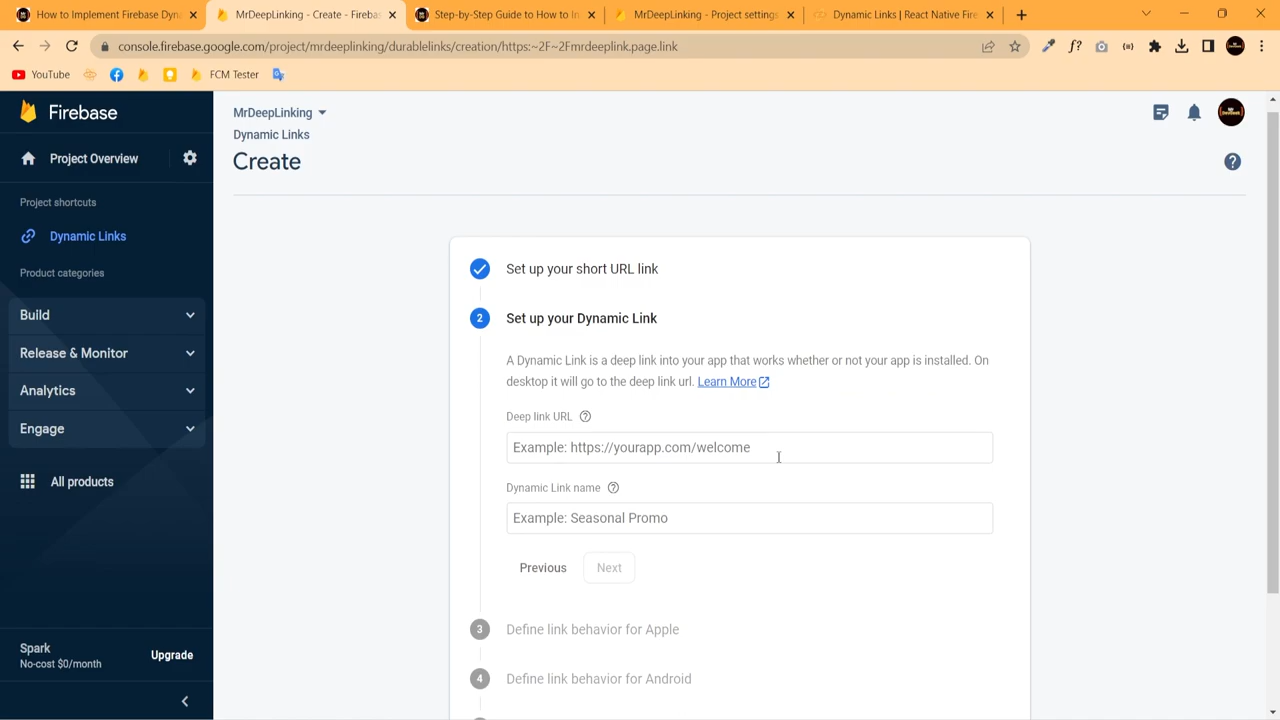 How to Implement Firebase Dyn
MrDeepLinking - Create - Fireba
Step-by-Step Guide to How to In
MrDeepLinking - Project settings
Dynamic Links | React Native Fire
console.firebase.google.com/project/mrdeeplinking/durablelinks/creation/https:~2F~2Fmrdeeplink.page.link
YouTube
FCM Tester
Firebase
Project Overview
Project shortcuts
Dynamic Links
Product categories
Build
Release & Monitor
Analytics
Engage
All products
Spark
No-cost $0/month
Upgrade
MrDeepLinking
Dynamic Links
Create
Set up your short URL link
2 Set up your Dynamic Link
A Dynamic Link is a deep link into your app that works whether or not your app is installed. On
desktop it will go to the deep link url. Learn More
Deep link URL
Example: https://yourapp.com/welcome
Dynamic Link name
Example: Seasonal Promo
Previous Next
3 Define link behavior for Apple
4 Define link behavior for Android